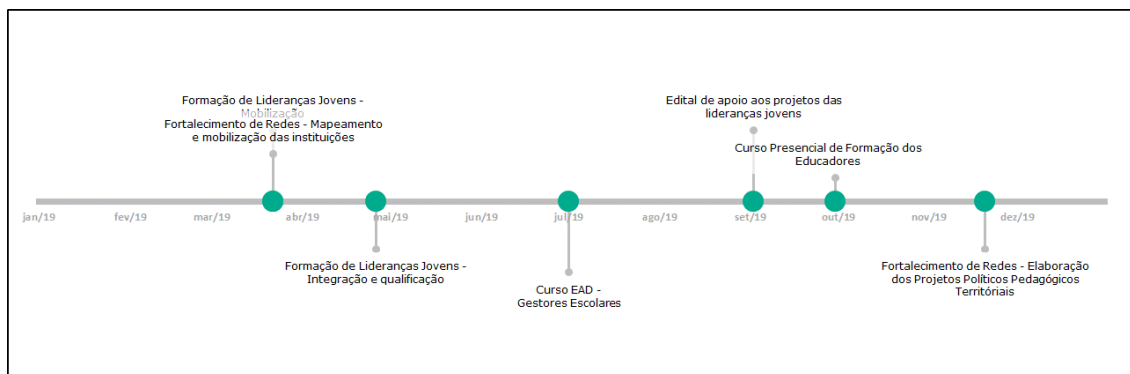 Formação de Lideranças Jovens -
Mobilização
Fortalecimento de Redes - Mapeamento
e mobilização das instituições
Edital de apoio aos projetos das
lideranças jovens
Curso Presencial de Formação dos
Educadores
jan/19 fev/19 mar/19 abr/19 mai/19 jun/19 jul/19 ago/19 set/19 out/19 nov/19 dez/19
Formação de Lideranças Jovens -
Integração e qualificação
Curso EAD -
Gestores Escolares
Fortalecimento de Redes - Elaboração
dos Projetos Políticos Pedagógicos
Territóriais